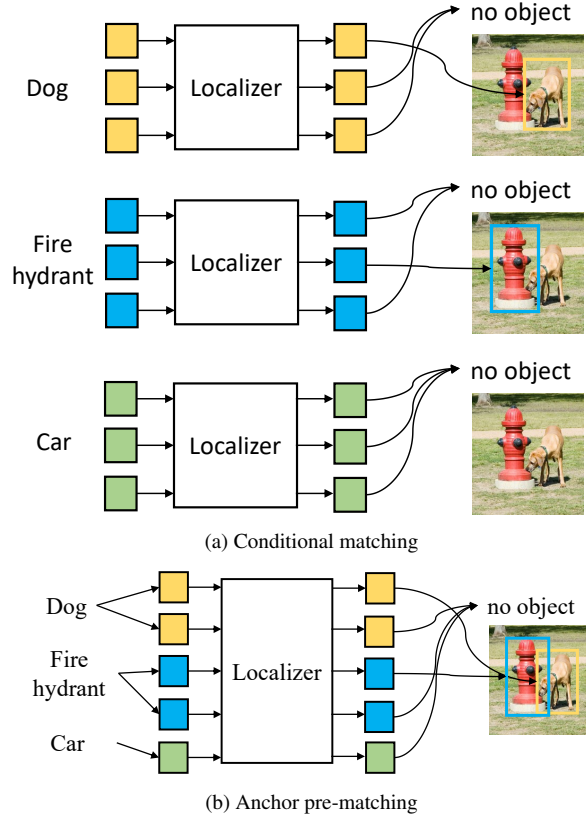 no object
Dog
Localizer
no object
Fire
hydrant
Localizer
no object
Car
Localizer
(a) Conditional matching
Dog
no object
Fire
hydrant
Localizer
Car
(b) Anchor pre-matching